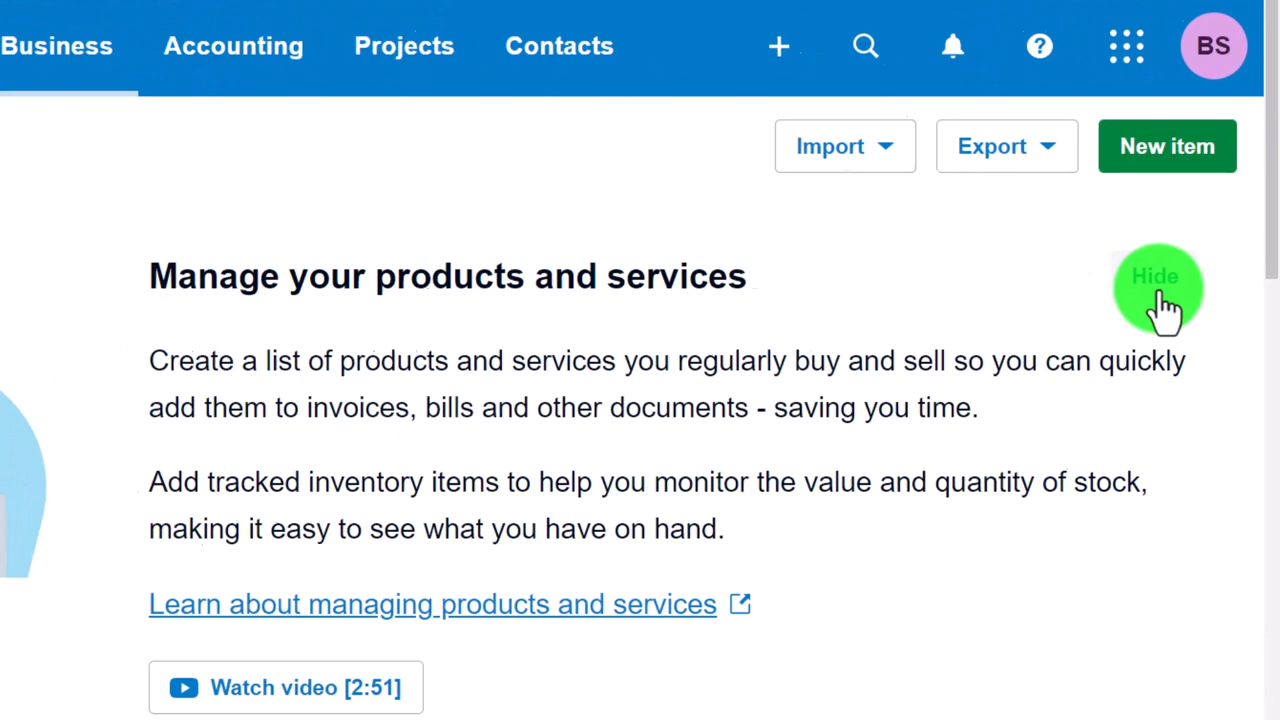 Business Accounting Projects Contacts BS
Import Export New item
Manage your products and services Hide
Create a list of products and services you regularly buy and sell so you can quickly
add them to invoices, bills and other documents - saving you time.
Add tracked inventory items to help you monitor the value and quantity of stock,
making it easy to see what you have on hand.
Learn about managing products and services
Watch video [2:51]